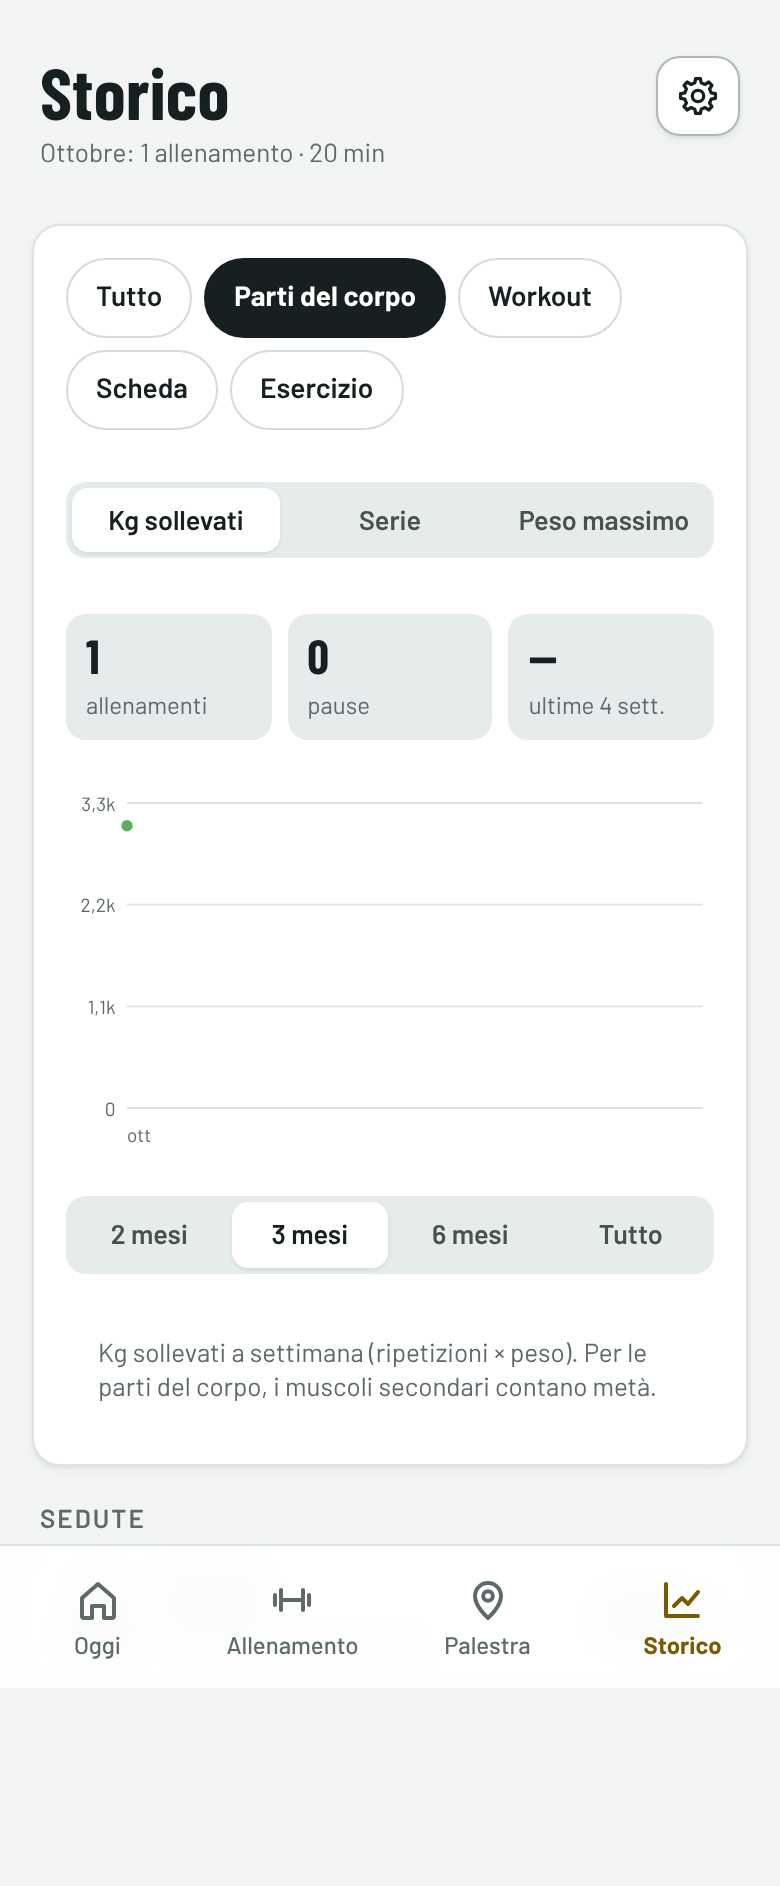 Storico
Ottobre: 1 allenamento · 20 min
Tutto
Parti del corpo
Workout
Scheda
Esercizio
Kg sollevati
Serie
Peso massimo
1
allenamenti
0
pause
–
ultime 4 sett.
3,3k
2,2k
1,1k
0
ott
2 mesi
3 mesi
6 mesi
Tutto
Kg sollevati a settimana (ripetizioni × peso). Per le
parti del corpo, i muscoli secondari contano metà.
SEDUTE
Oggi
Allenamento
Palestra
Storico